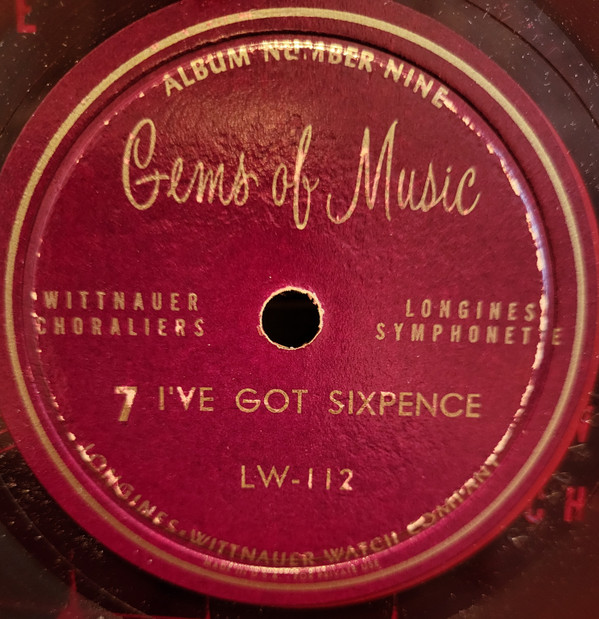 ALBUM NUMBER NINE
Gems of Music
WITTNAUER
CHORALIERS
LONGINES
SYMPHONETTE
7 I'VE GOT SIXPENCE
LW-112
LONGINES-WITTNAUER WATCH COMPANY